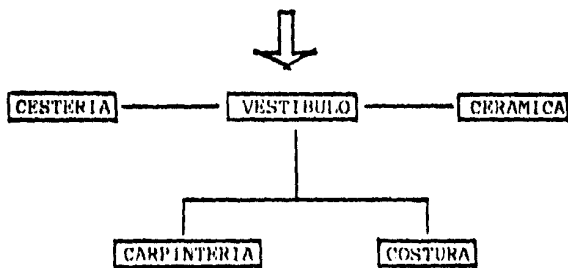 CESTERIA VESTIBULO CERAMICA
CARPINTERIA COSTURA